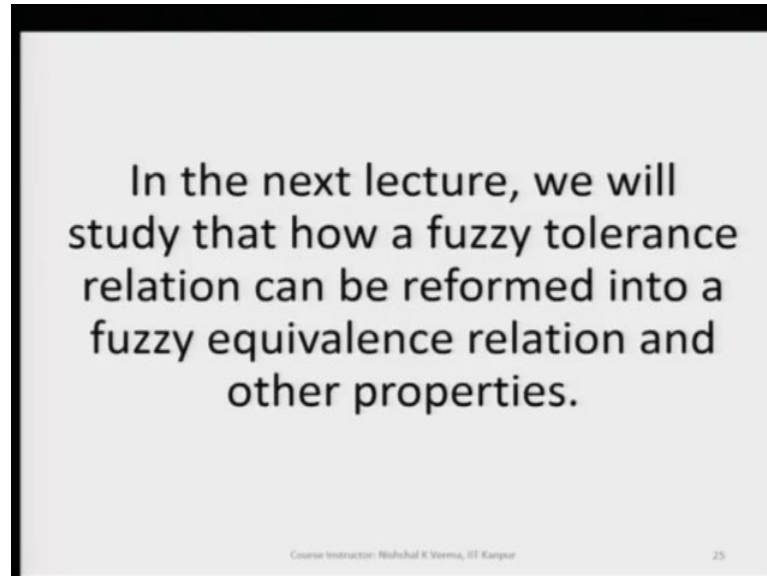 In the next lecture, we will
study that how a fuzzy tolerance
relation can be reformed into a
fuzzy equivalence relation and
other properties.
Course Instructor: Nishchal K Verma, IIT Kanpur
25